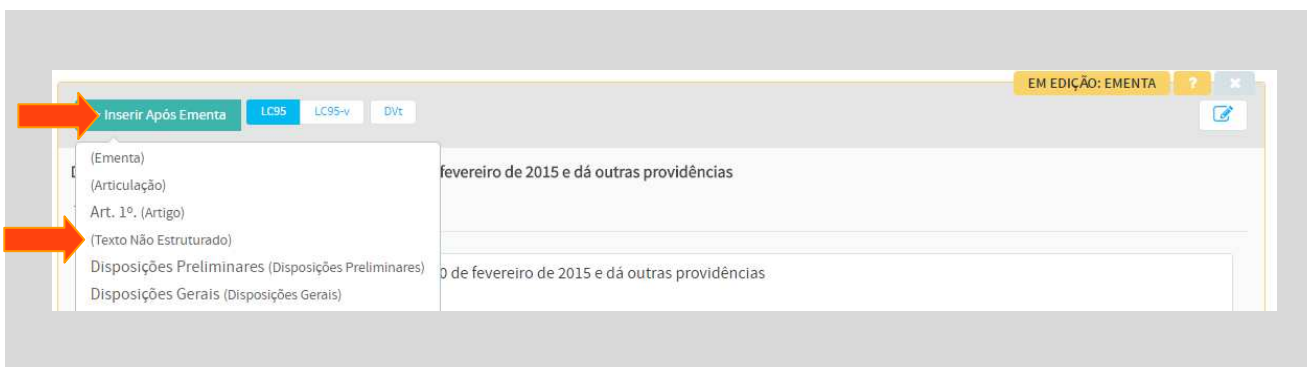 EM EDIÇÃO: EMENTA ? ×
Inserir Após Ementa LC95 LC95-v DVt
(Ementa)
fevereiro de 2015 e dá outras providências
(Articulação)
Art. 1º. (Artigo)
(Texto Não Estruturado)
Disposições Preliminares (Disposições Preliminares)
0 de fevereiro de 2015 e dá outras providências
Disposições Gerais (Disposições Gerais)